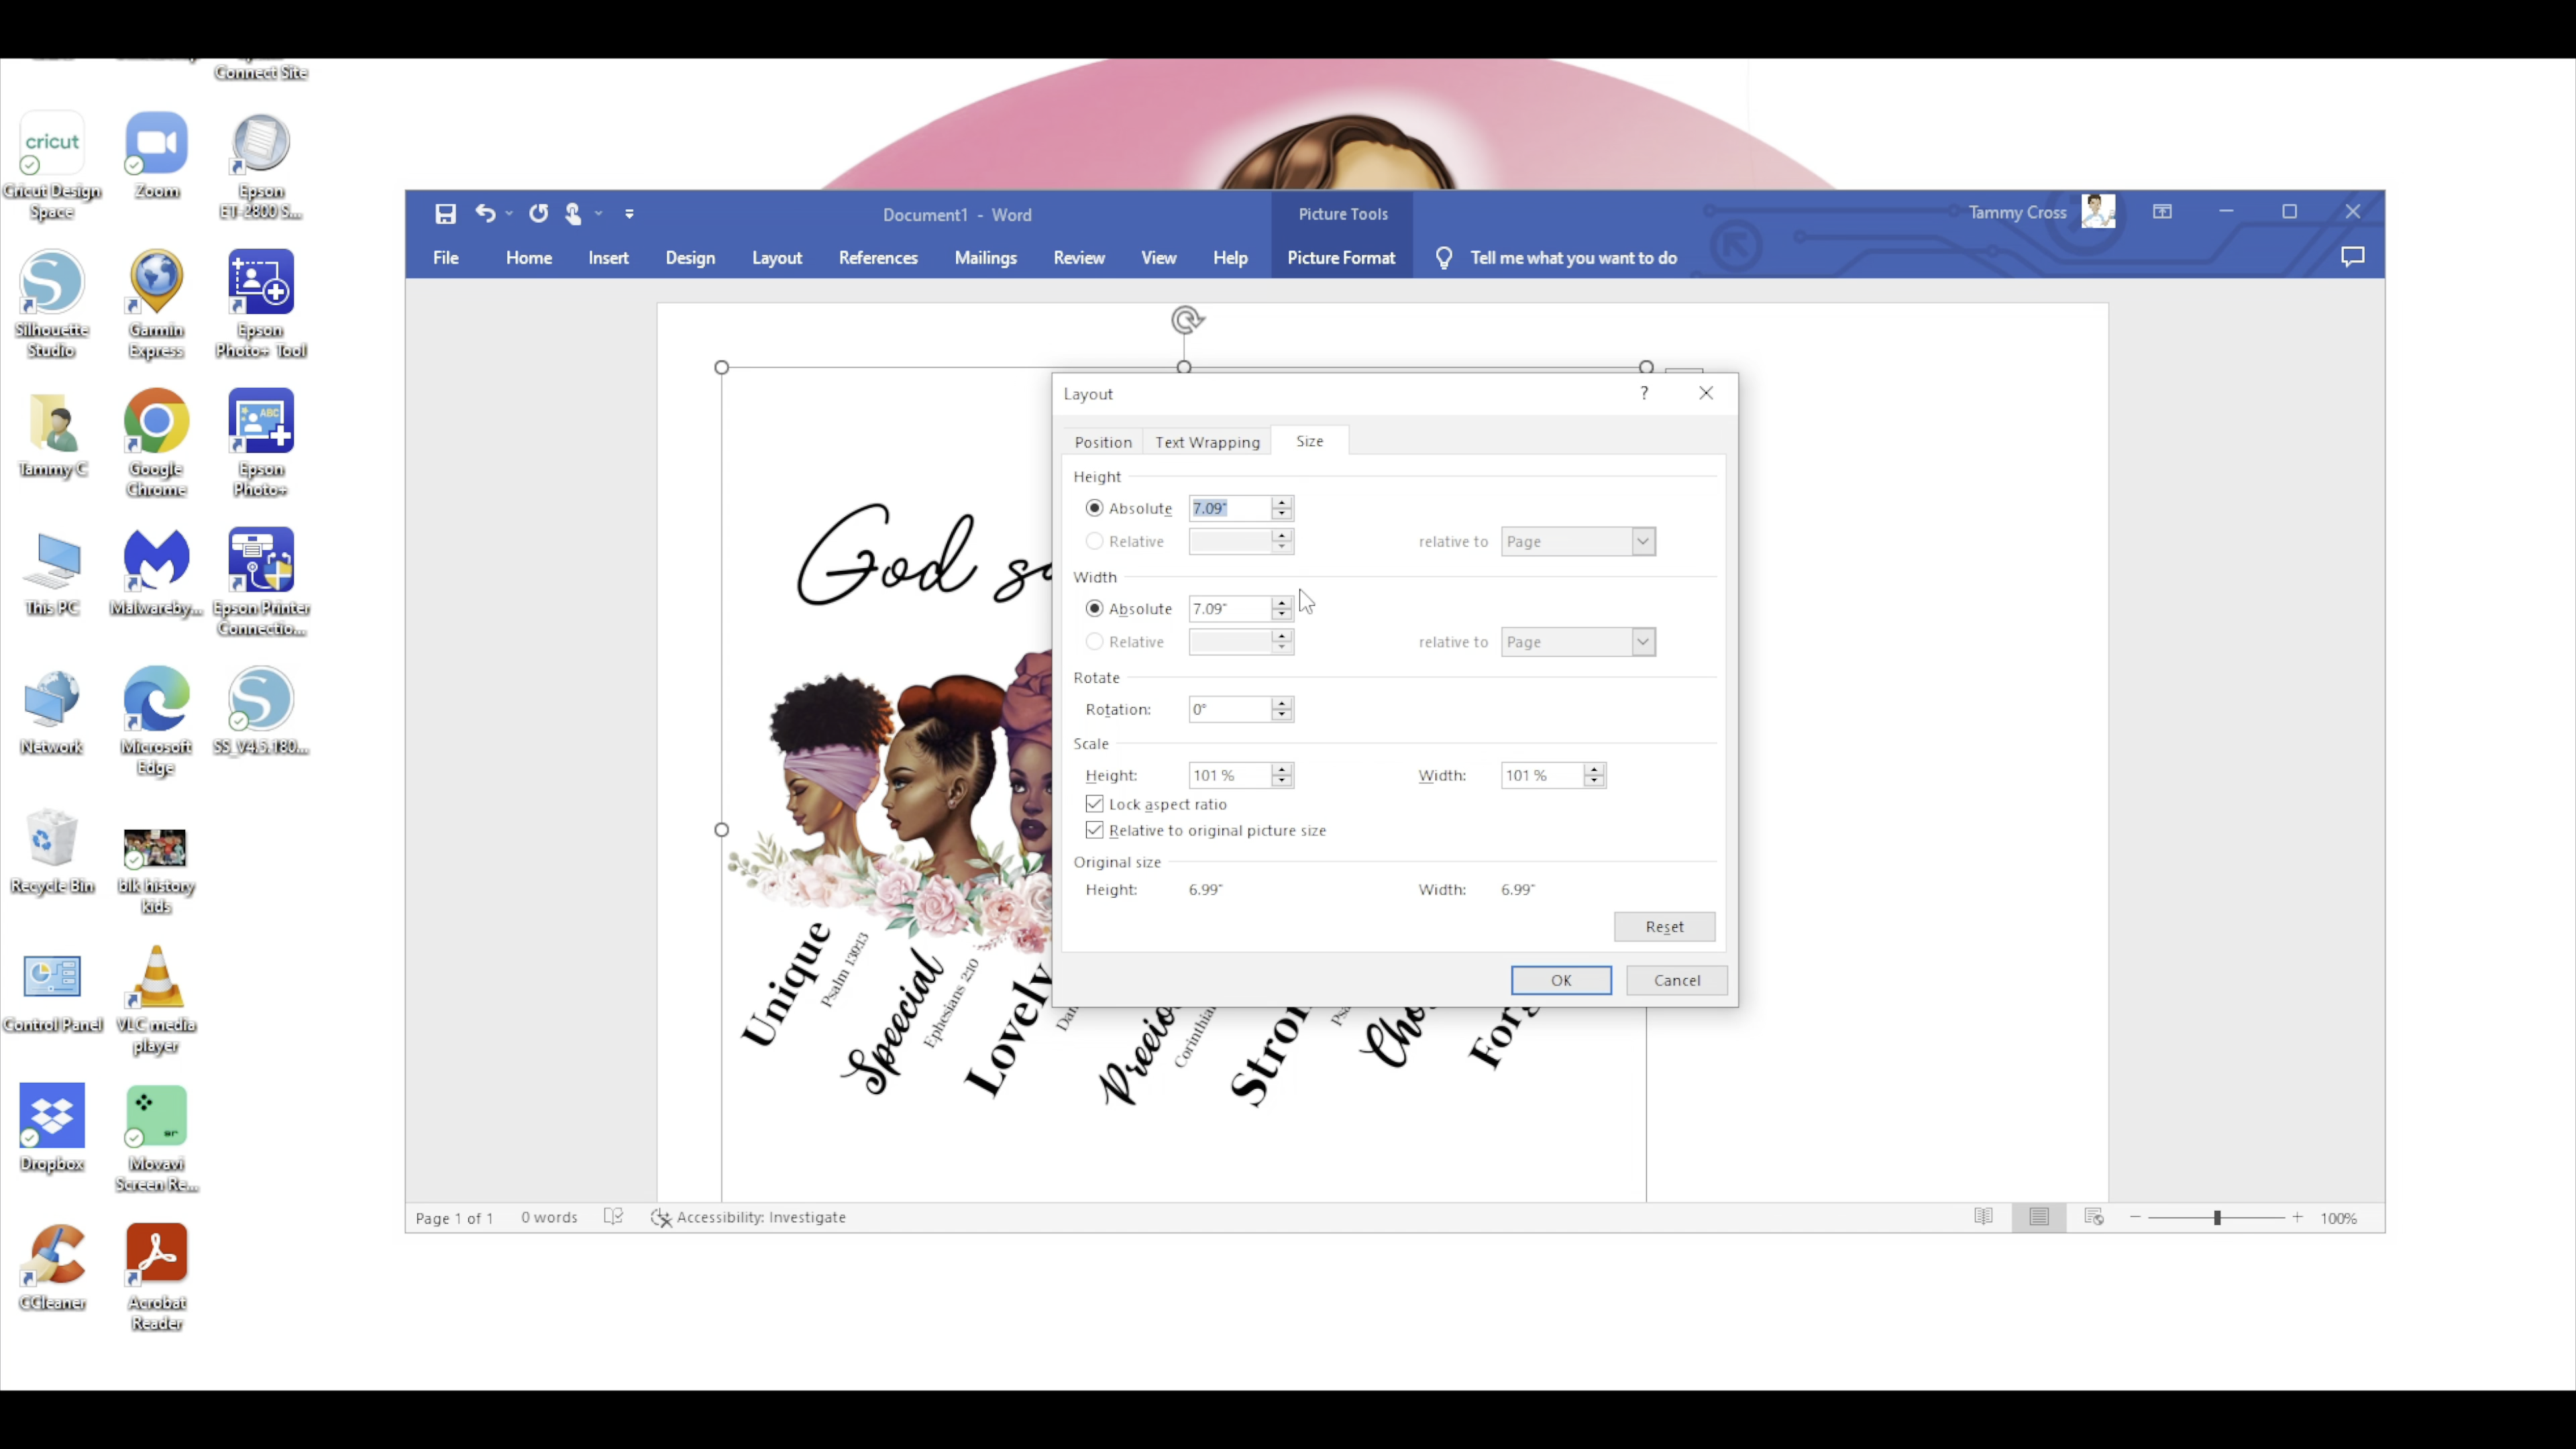 Connect Site
cricut
Cricut Design
Space
Zoom
Epson
ET-2800 S...
Silhouette
Studio
Garmin
Express
Epson
Photo+ Tool
Tammy C
Google
Chrome
ABC
Epson
Photo+
This PC
Malwareby...
Epson Printer
Connectio...
Network
Microsoft
Edge
SS_V4.5.180...
Recycle Bin
blk history
kids
Control Panel
VLC media
player
Dropbox
Movavi
Screen Re...
CCleaner
Acrobat
Reader
Document1 - Word
Picture Tools
Tammy Cross
File Home Insert Design Layout References Mailings Review View Help Picture Format Tell me what you want to do
God
Unique
Psalm 139:13
Special
Ephesians 2:10
Lovely
Layout
?
Position Text Wrapping Size
Height
Absolute 7.09"
Relative relative to Page
Width
Absolute 7.09"
Relative relative to Page
Rotate
Rotation: 0°
Scale
Height: 101 % Width: 101 %
Lock aspect ratio
Relative to original picture size
Original size
Height: 6.99" Width: 6.99"
Reset
OK Cancel
Page 1 of 1 0 words Accessibility: Investigate 100%